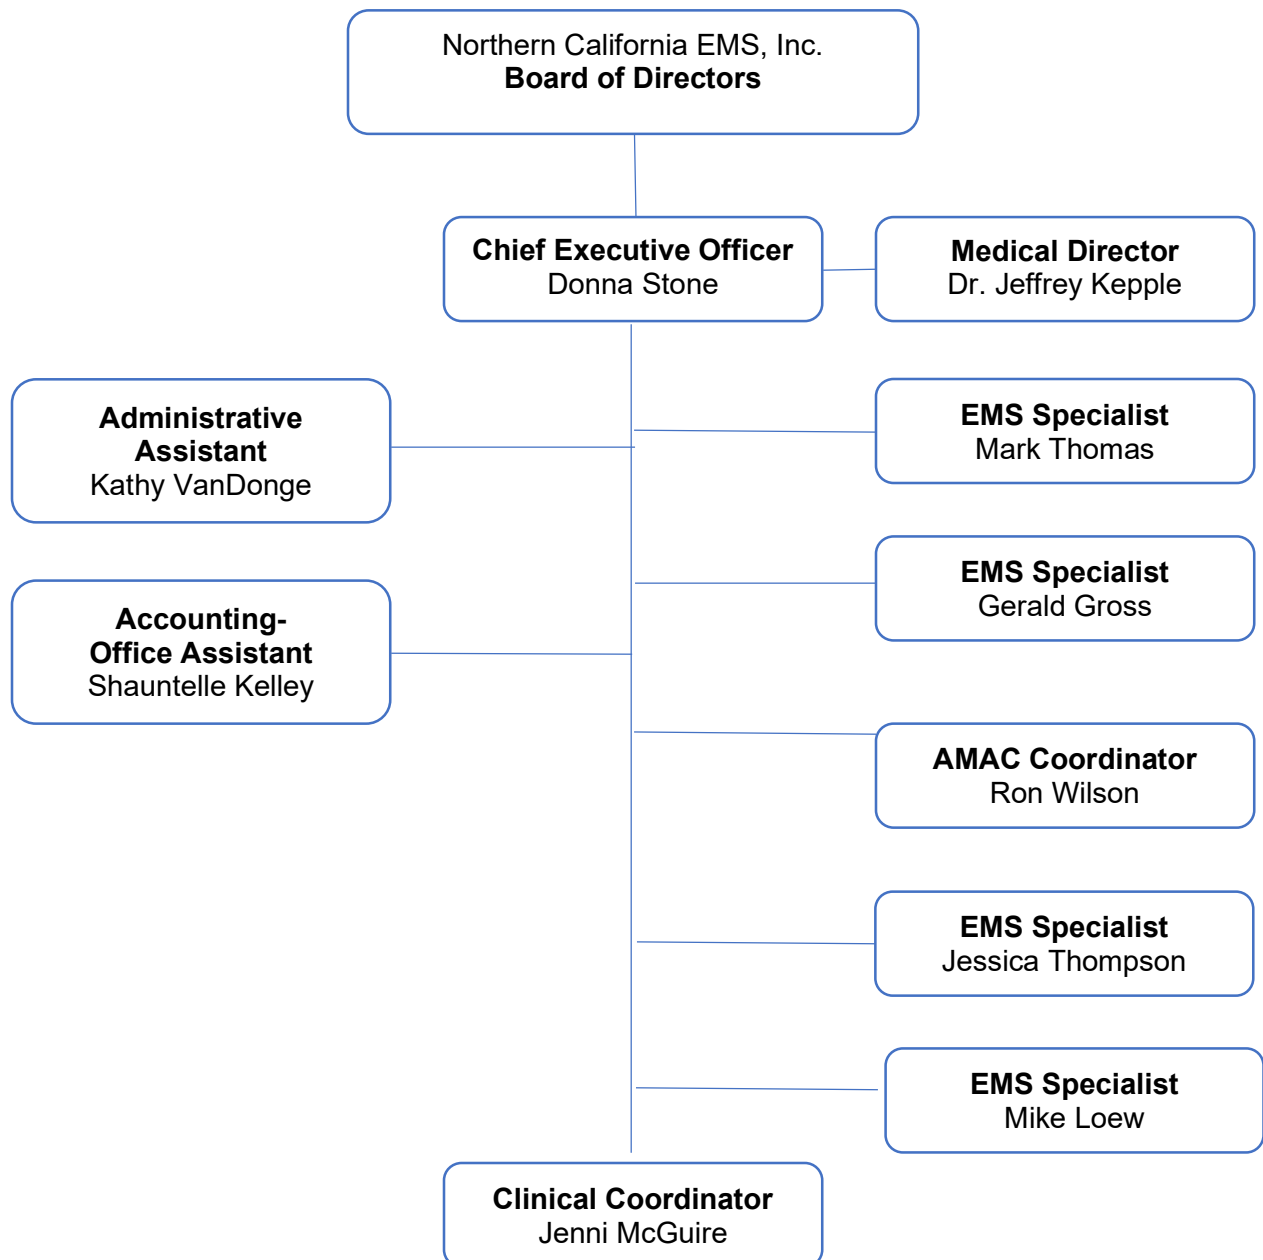 Northern California EMS, Inc.
Board of Directors
Chief Executive Officer
Donna Stone
Medical Director
Dr. Jeffrey Kepple
Administrative
Assistant
Kathy VanDonge
EMS Specialist
Mark Thomas
EMS Specialist
Gerald Gross
Accounting-
Office Assistant
Shauntelle Kelley
AMAC Coordinator
Ron Wilson
EMS Specialist
Jessica Thompson
EMS Specialist
Mike Loew
Clinical Coordinator
Jenni McGuire